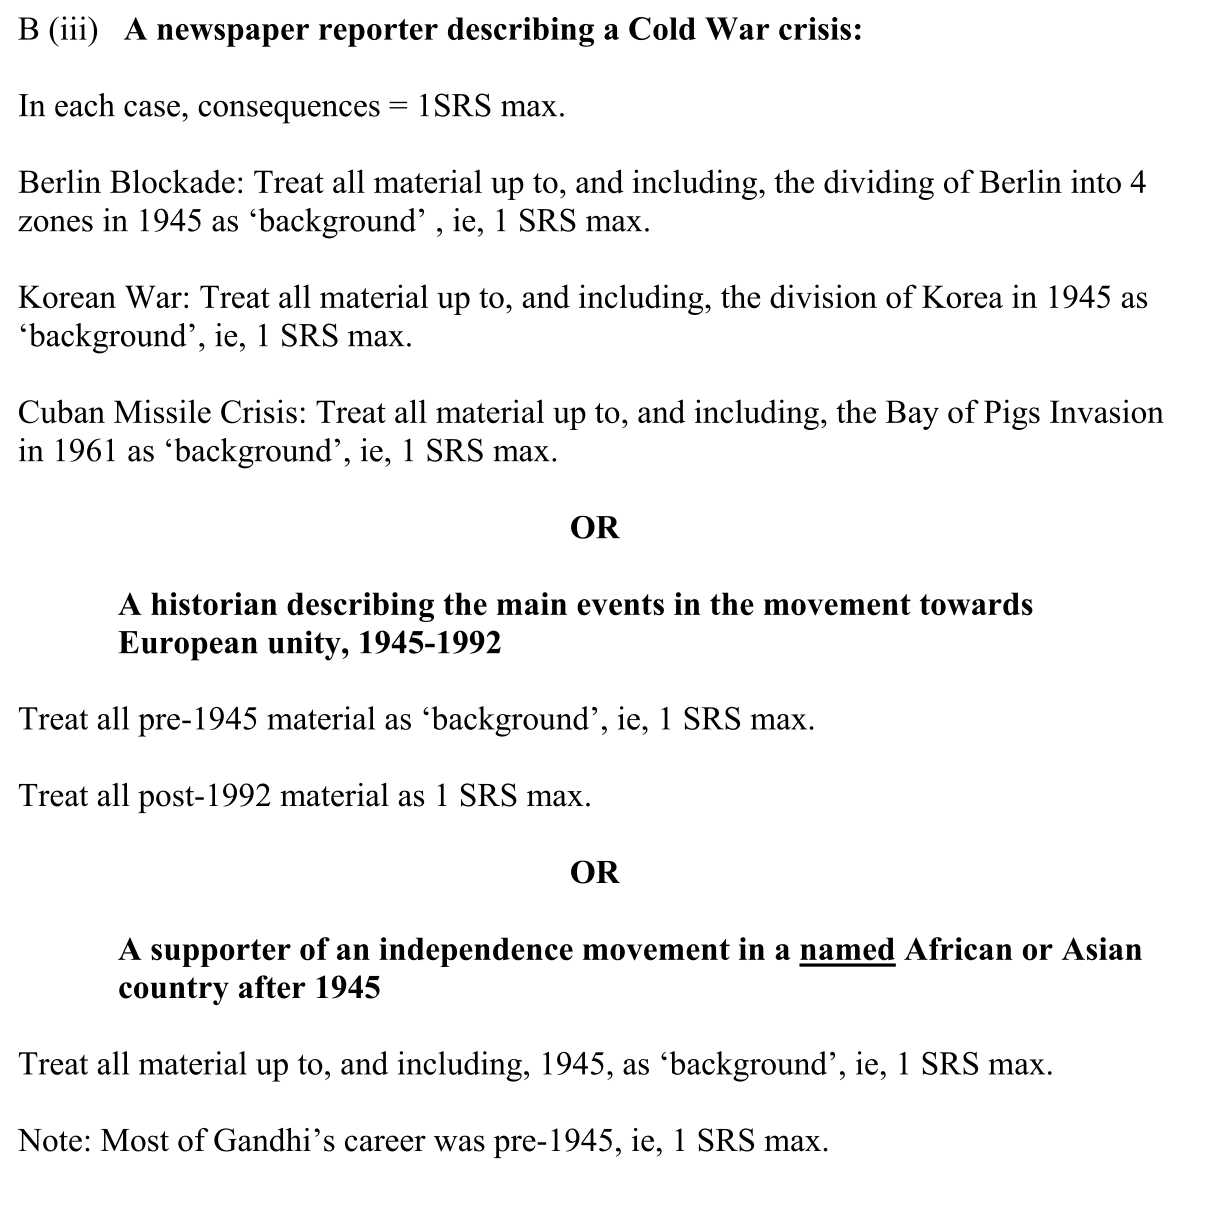 B (iii) A newspaper reporter describing a Cold War crisis:
In each case, consequences = 1SRS max.
Berlin Blockade: Treat all material up to, and including, the dividing of Berlin into 4
zones in 1945 as ‘background’ , ie, 1 SRS max.
Korean War: Treat all material up to, and including, the division of Korea in 1945 as
‘background’, ie, 1 SRS max.
Cuban Missile Crisis: Treat all material up to, and including, the Bay of Pigs Invasion
in 1961 as ‘background’, ie, 1 SRS max.
OR
A historian describing the main events in the movement towards
European unity, 1945-1992
Treat all pre-1945 material as ‘background’, ie, 1 SRS max.
Treat all post-1992 material as 1 SRS max.
OR
A supporter of an independence movement in a named African or Asian
country after 1945
Treat all material up to, and including, 1945, as ‘background’, ie, 1 SRS max.
Note: Most of Gandhi’s career was pre-1945, ie, 1 SRS max.